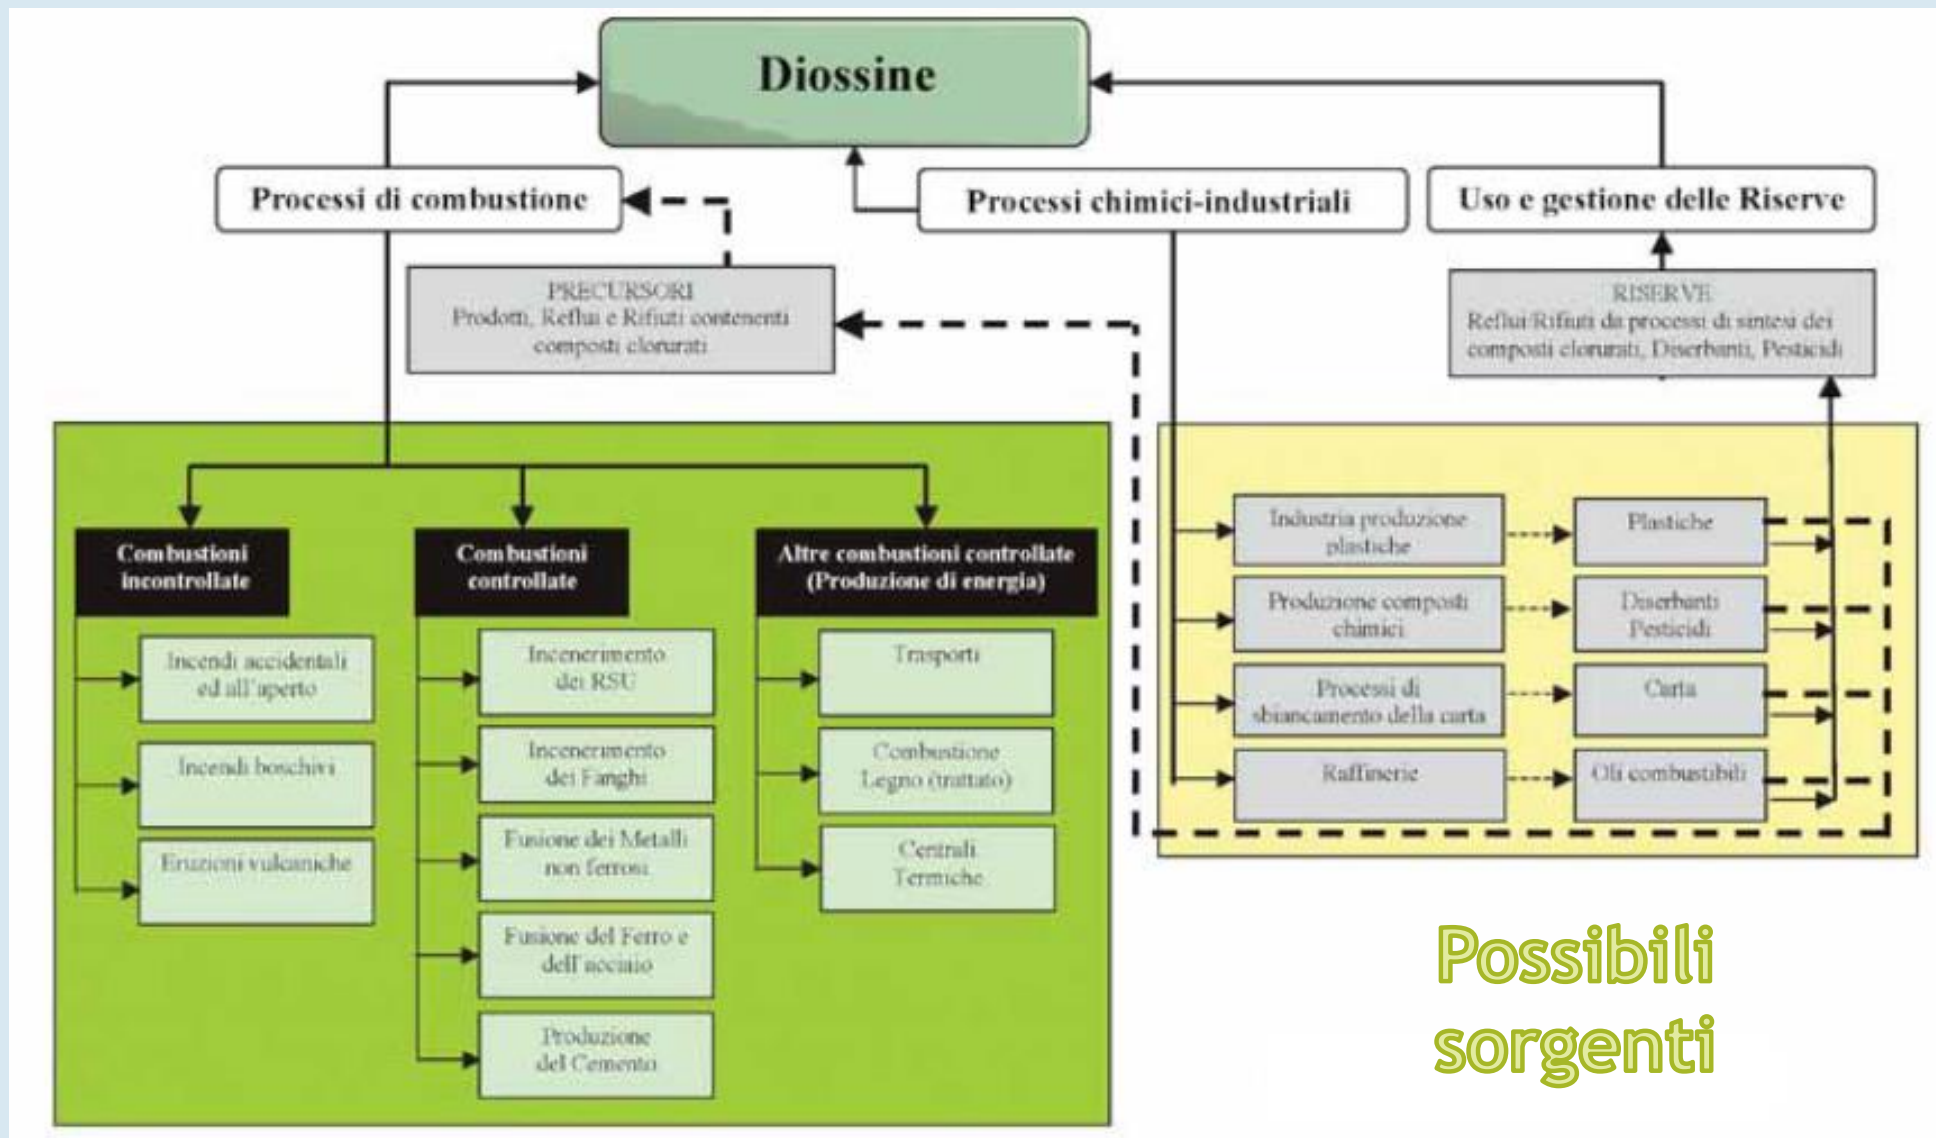 Diossine
Processi di combustione
Processi chimici-industriali
Uso e gestione delle Riserve
PRECURSORI
Prodotti, Reflui e Rifiuti contenenti
composti clorurati
RISERVE
Reflui/Rifiuti da processi di sintesi dei
composti clorurati, Diserbanti, Pesticidi
Combustioni
incontrollate
Incendi accidentali
ed all'aperto
Incendi boschivi
Eruzioni vulcaniche
Combustioni
controllate
Incenerimento
dei RSU
Incenerimento
dei Fanghi
Fusione dei Metalli
non ferrosi
Fusione del Ferro e
dell'acciaio
Produzione
del Cemento
Altre combustioni controllate
(Produzione di energia)
Trasporti
Combustione
Legno (trattato)
Centrali
Termiche
Industria produzione
plastiche
Plastiche
Produzione composti
chimici
Diserbanti
Pesticidi
Processi di
sbiancamento della carta
Carta
Raffinerie
Oli combustibili
Possibili
sorgenti